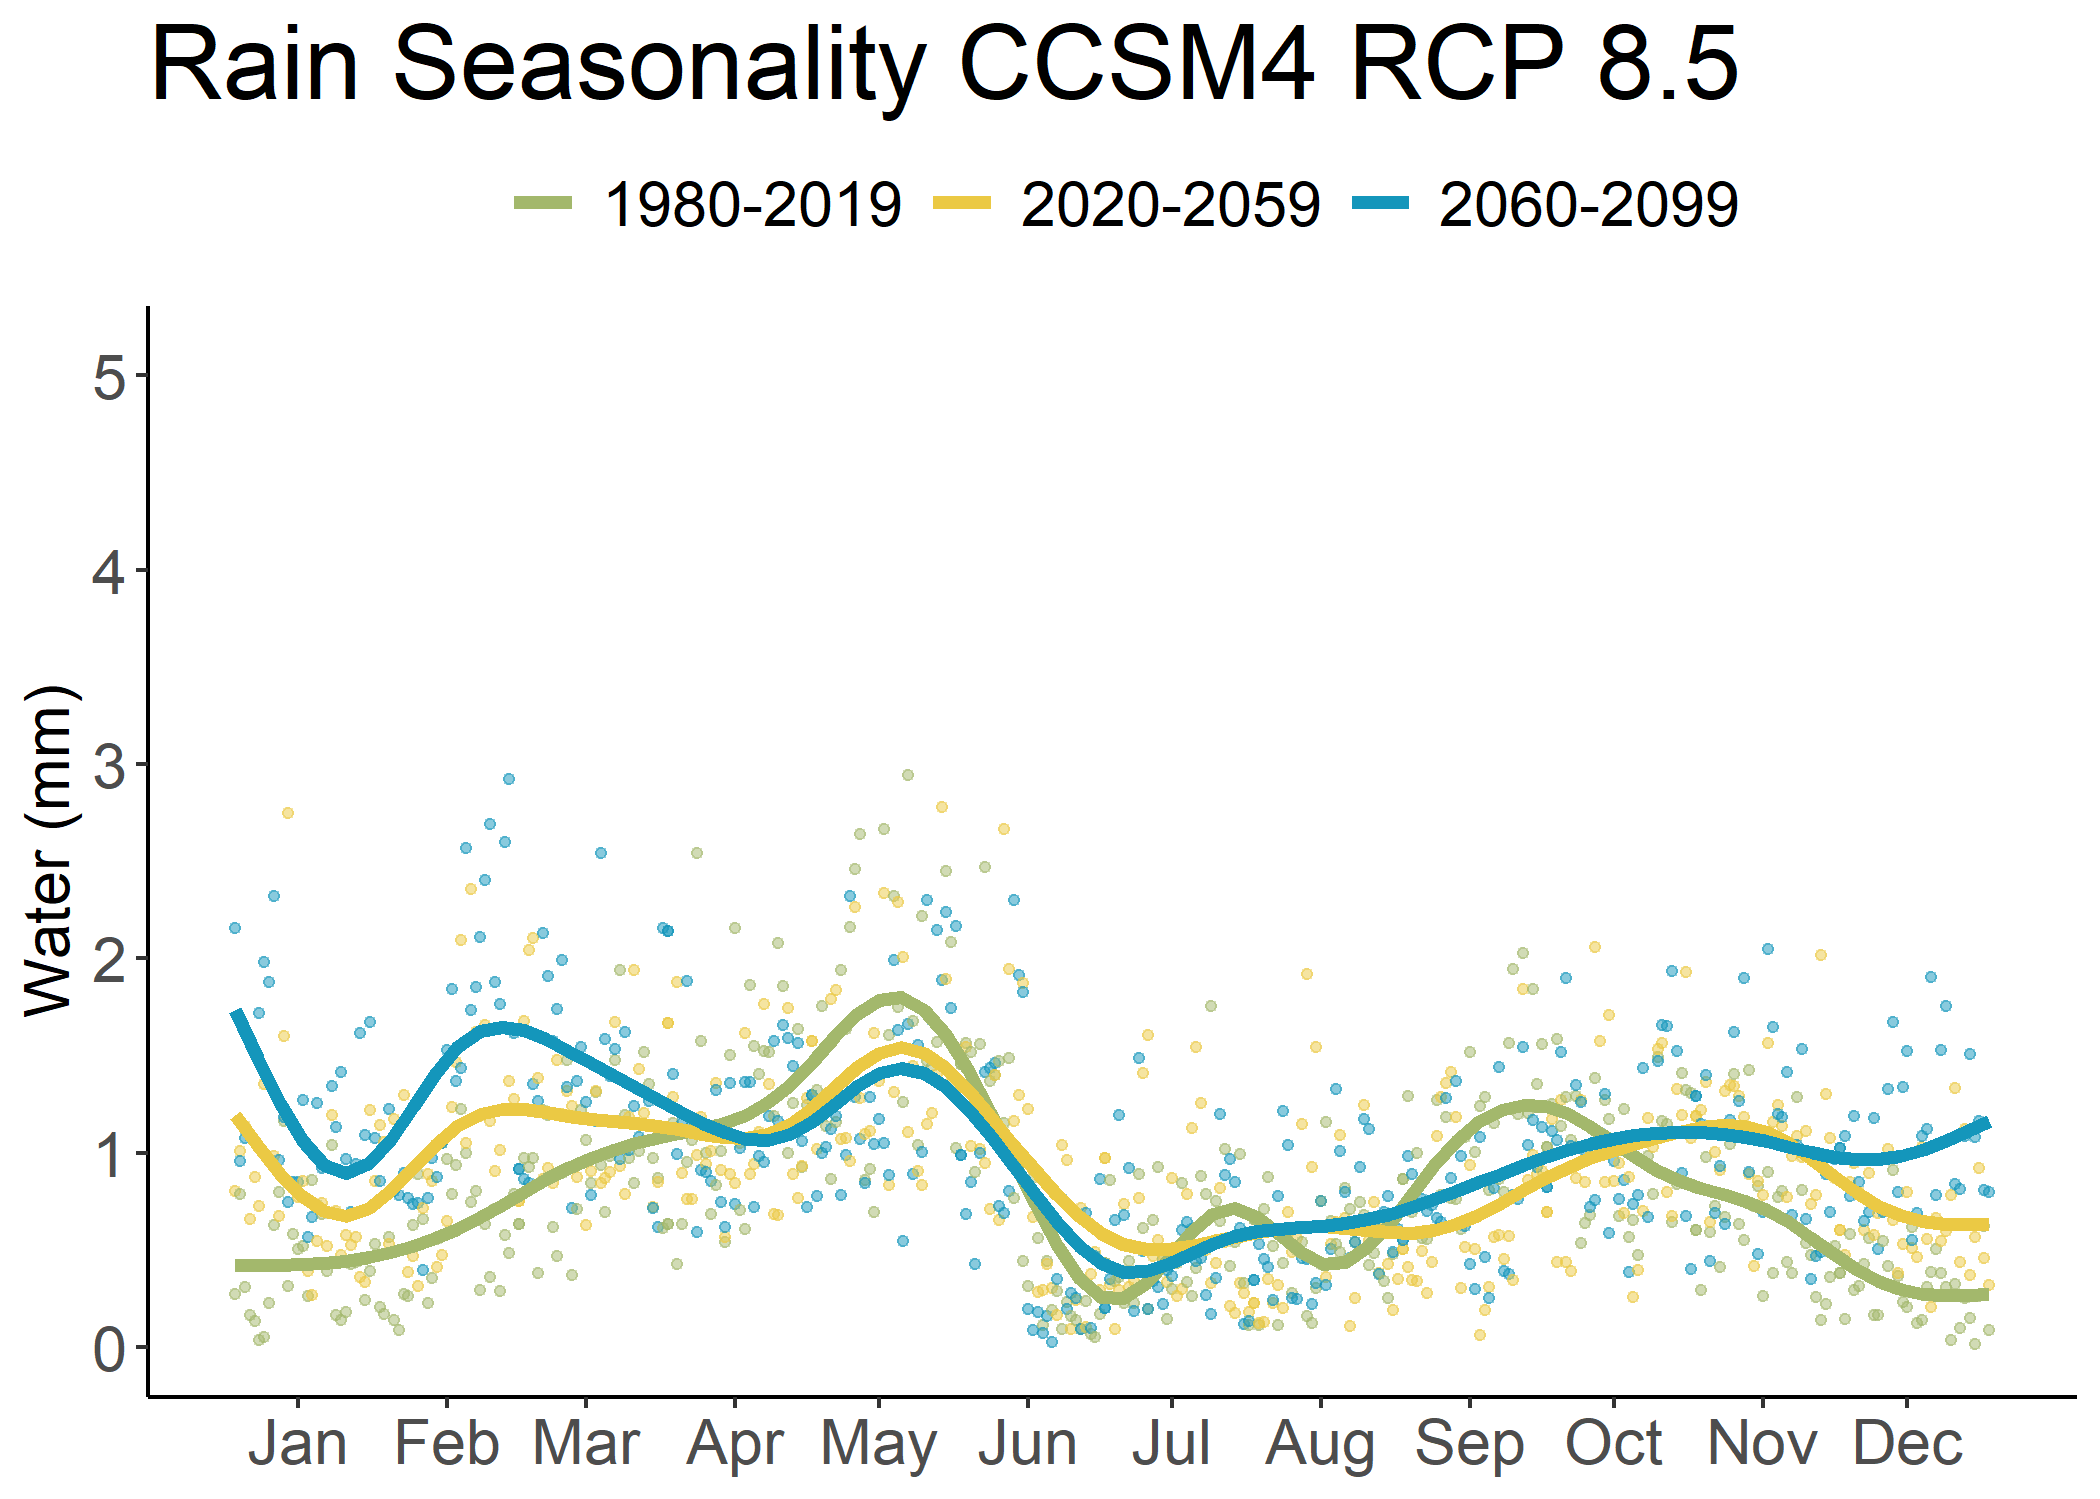 Rain Seasonality CCSM4 RCP 8.5
1980-2019 2020-2059 2060-2099
5
4
3
2
1
0
Water (mm)
Jan Feb Mar Apr May Jun Jul Aug Sep Oct Nov Dec